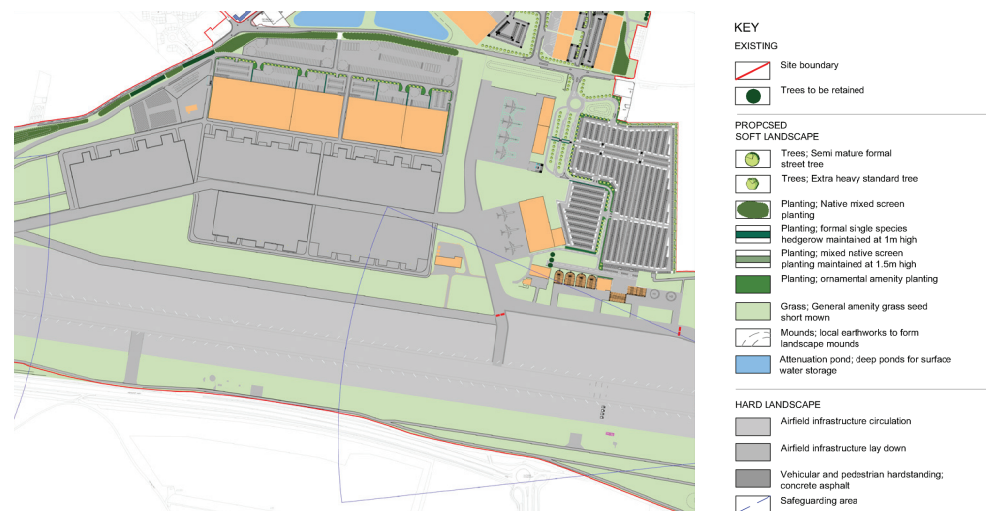 KEY
EXISTING
Site boundary
Trees to be retained
PROPCSED
SOFT LANDSCAPE
Trees; Semi mature formal
street tree
Trees; Extra heavy standard tree
Planting; Native mixed screen
planting
Planting; formal single species
hedgerow maintained at 1m high
Planting; mixed native screen
planting maintained at 1.5m high
Planting; ornamental amenity planting
Grass; General amenity grass seed
short mown
Mounds; local earthworks to form
landscape mounds
Attenuation pond; deep ponds for surface
water storage
HARD LANDSCAPE
Airfield infrastructure circulation
Airfield infrastructure lay down
Vehicular and pedestrian hardstanding;
concrete asphalt
Safeguarding area